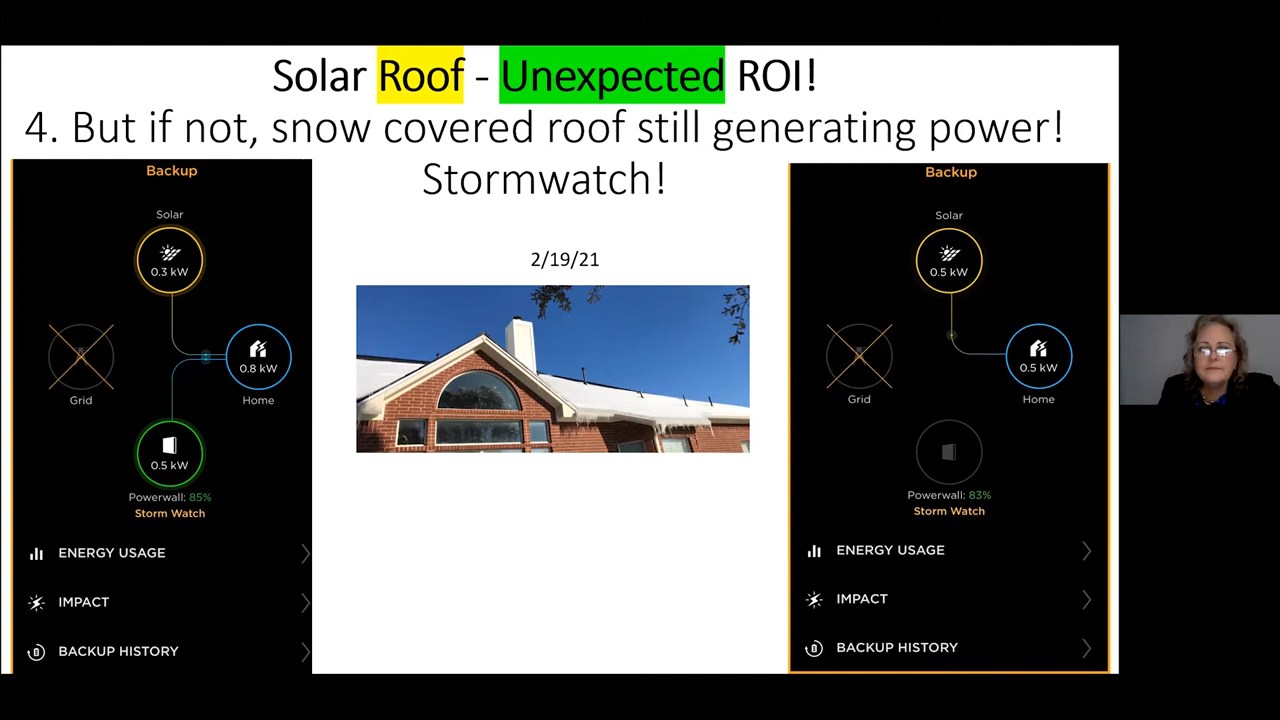 Solar Roof - Unexpected ROI!
4. But if not, snow covered roof still generating power!
Stormwatch!
Backup
Solar
0.3 kW
0.8 kW
Grid
Home
0.5 kW
Powerwall: 85%
Storm Watch
ENERGY USAGE
IMPACT
BACKUP HISTORY
2/19/21
Backup
Solar
0.5 kW
0.5 kW
Grid
Home
Powerwall: 83%
Storm Watch
ENERGY USAGE
IMPACT
BACKUP HISTORY